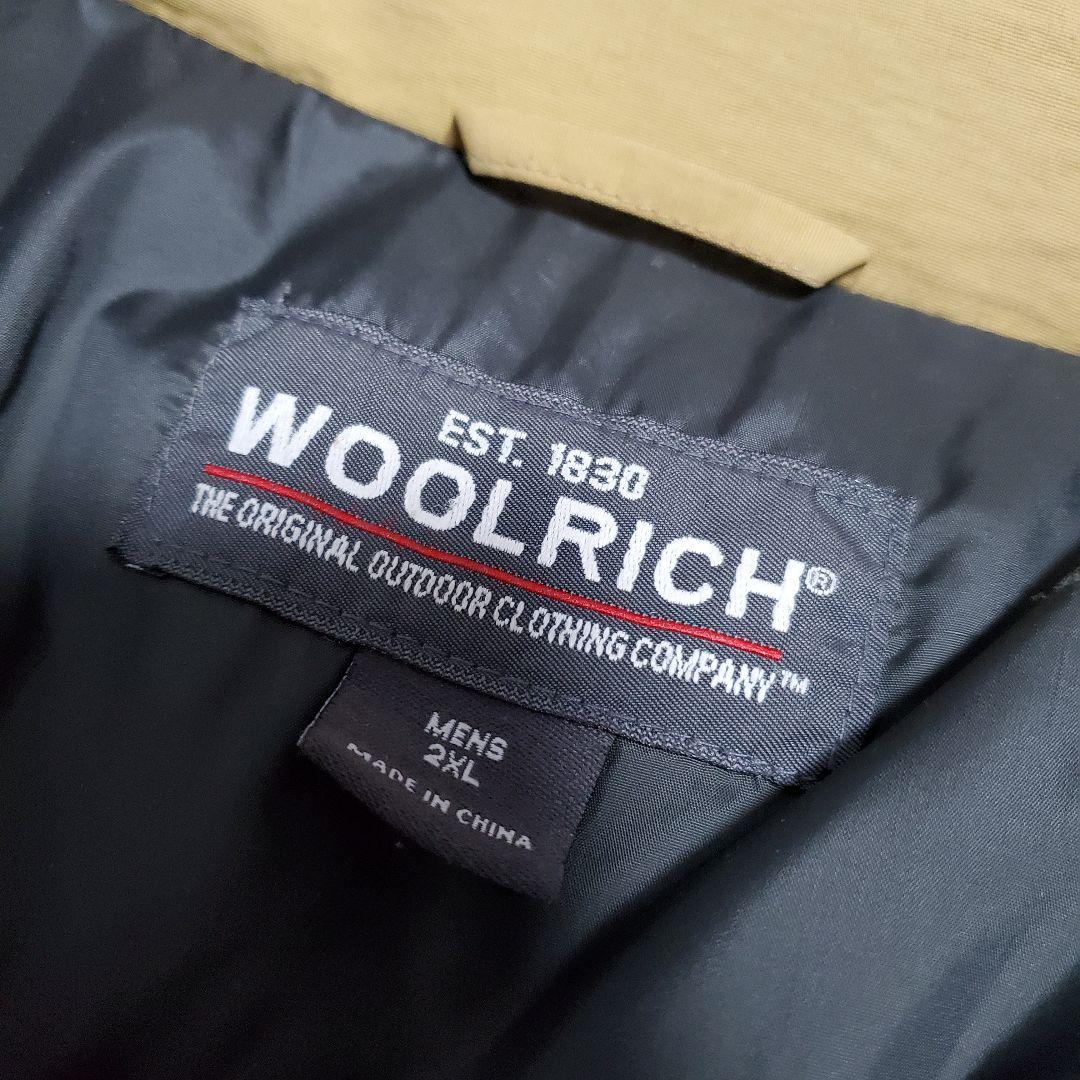 EST. 1830
WOOLRICH®
THE ORIGINAL OUTDOOR CLOTHING COMPANY™
MENS
2XL
MADE IN CHINA